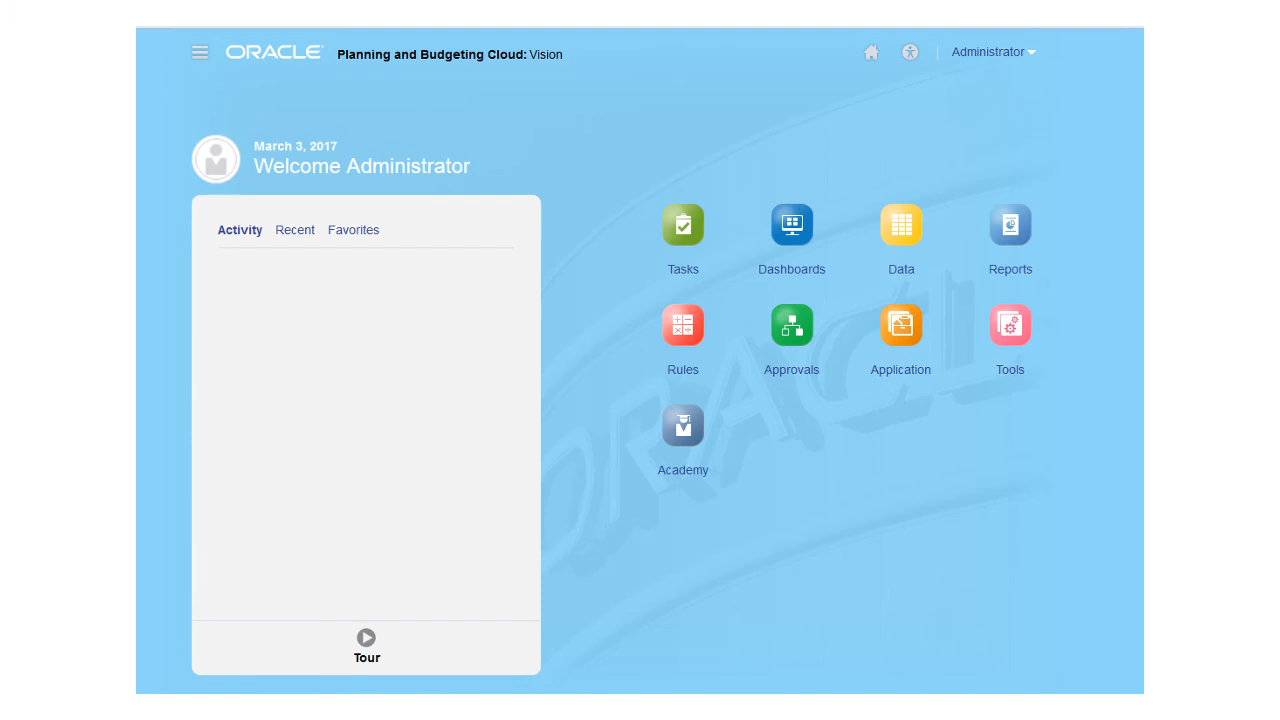 ORACLE Planning and Budgeting Cloud: Vision Administrator
March 3, 2017
Welcome Administrator
Activity Recent Favorites
Tasks Dashboards Data Reports
Rules Approvals Application Tools
Academy
Tour
ORACL